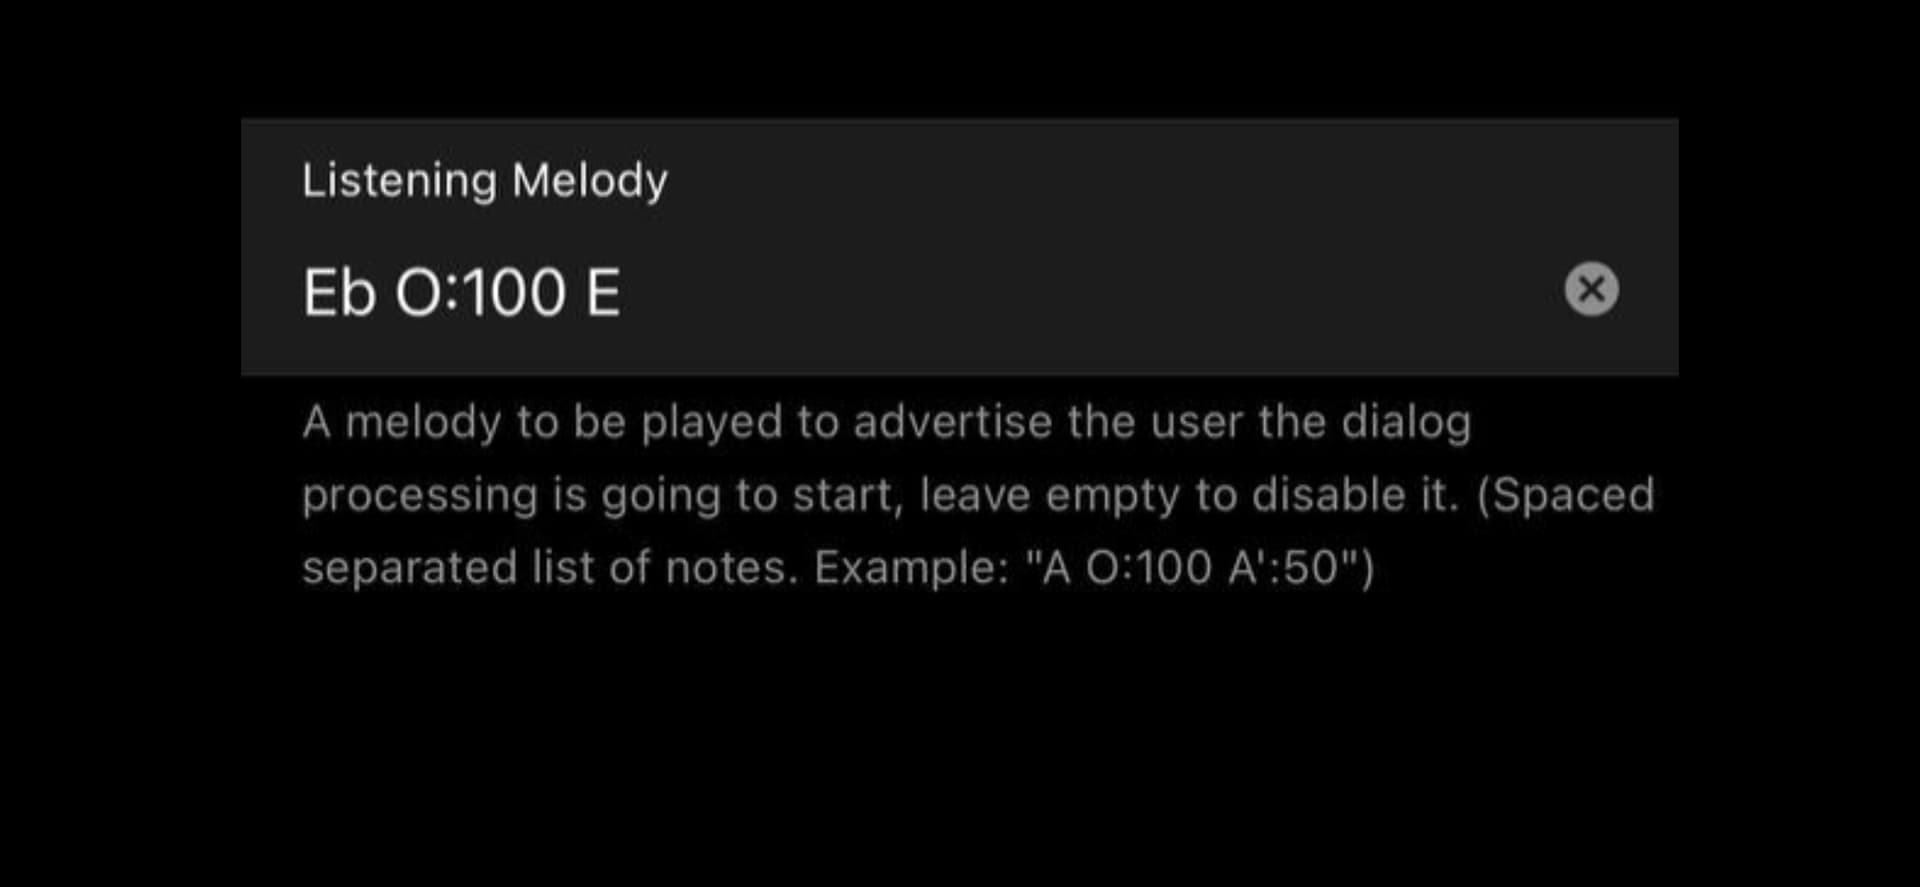 Listening Melody
Eb O:100 E
A melody to be played to advertise the user the dialog
processing is going to start, leave empty to disable it. (Spaced
separated list of notes. Example: "A O:100 A':50")